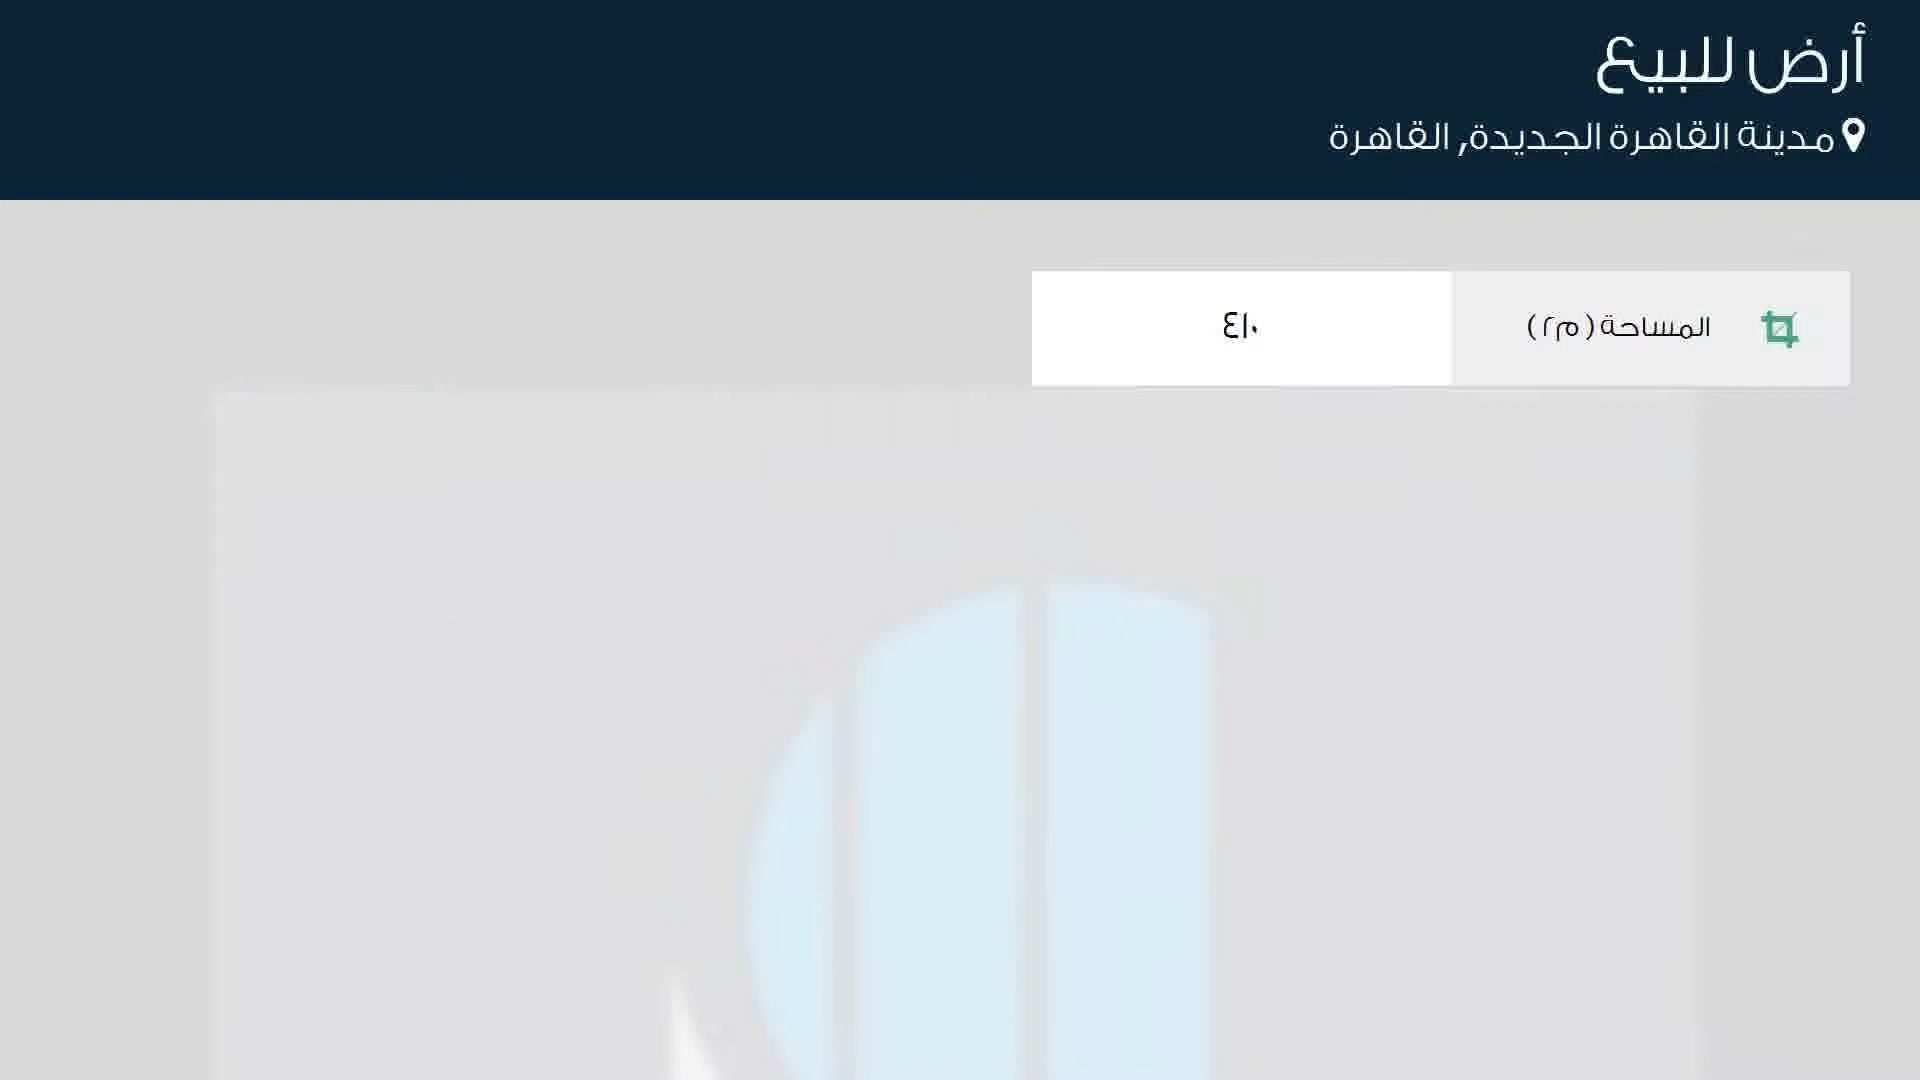 أرض للبيع
مدينة القاهرة الجديدة, القاهرة
المساحة (م٢)
٤١٠